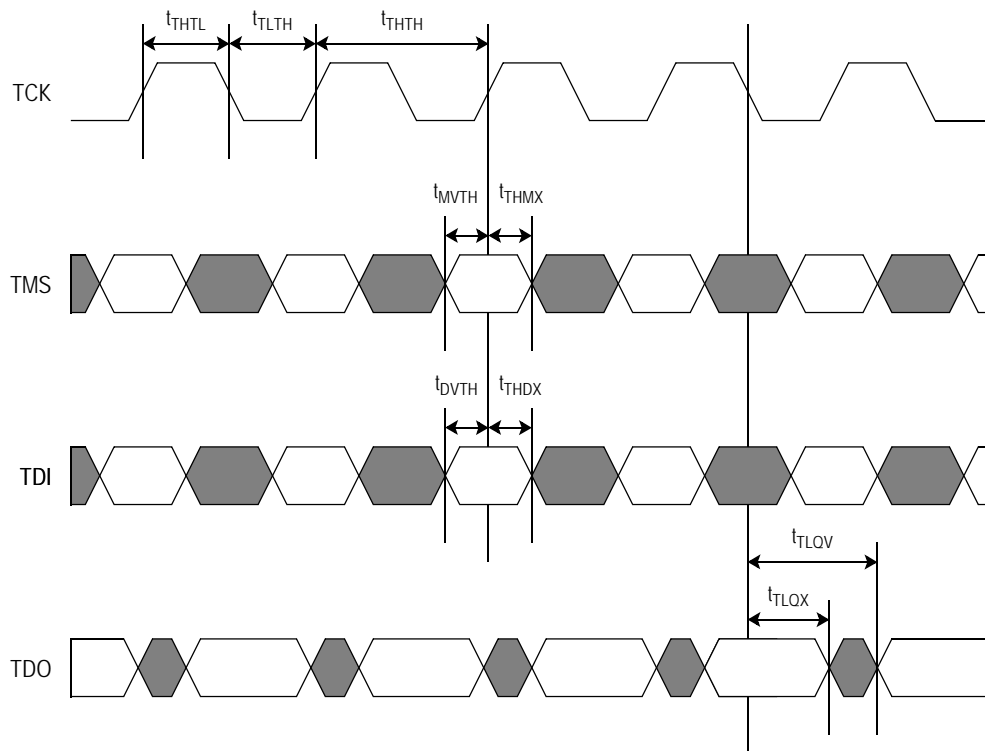 tTHTL tTLTH tTHTH
TCK
tMVTH tTHMX
TMS
tDVTH tTHDX
TDI
tTLQV
tTLQX
TDO